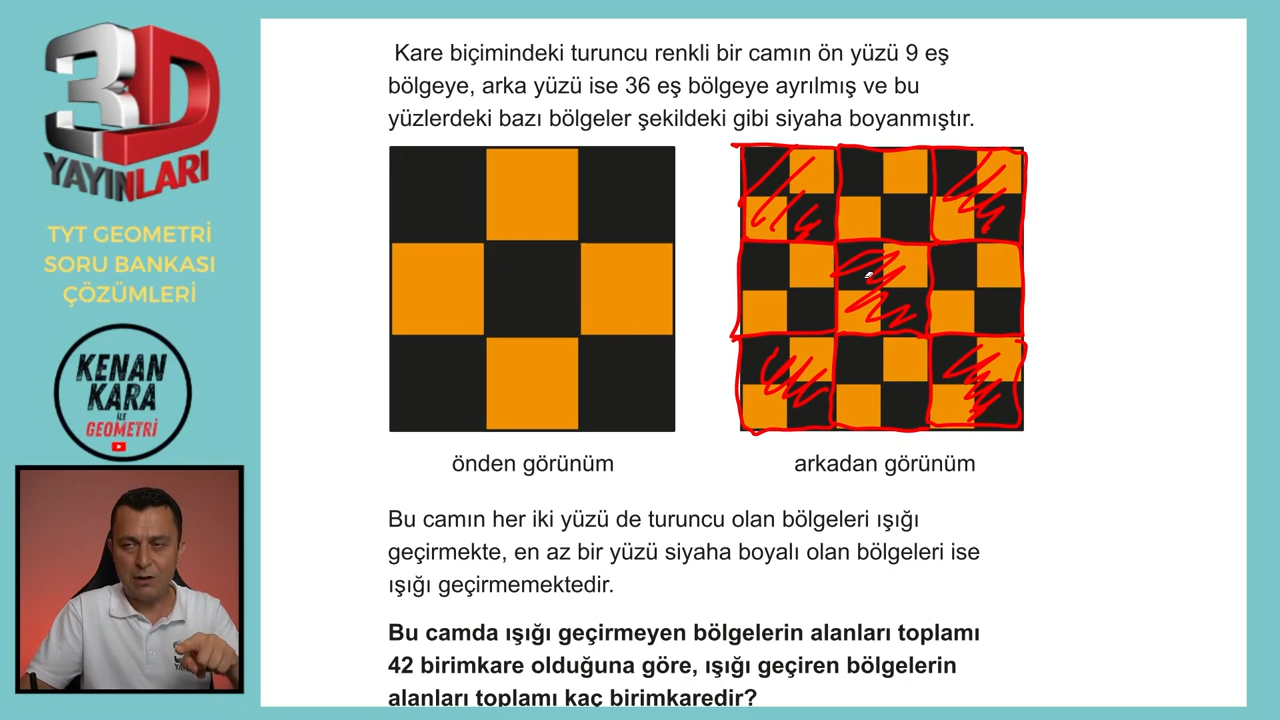 3D
YAYINLARI
TYT GEOMETRİ
SORU BANKASI
ÇÖZÜMLERİ
KENAN
KARA
İLE
GEOMETRİ
Kare biçimindeki turuncu renkli bir camın ön yüzü 9 eş
bölgeye, arka yüzü ise 36 eş bölgeye ayrılmış ve bu
yüzlerdeki bazı bölgeler şekildeki gibi siyaha boyanmıştır.
önden görünüm
arkadan görünüm
Bu camın her iki yüzü de turuncu olan bölgeleri ışığı
geçirmekte, en az bir yüzü siyaha boyalı olan bölgeleri ise
ışığı geçirmemektedir.
Bu camda ışığı geçirmeyen bölgelerin alanları toplamı
42 birimkare olduğuna göre, ışığı geçiren bölgelerin
alanları toplamı kaç birimkaredir?